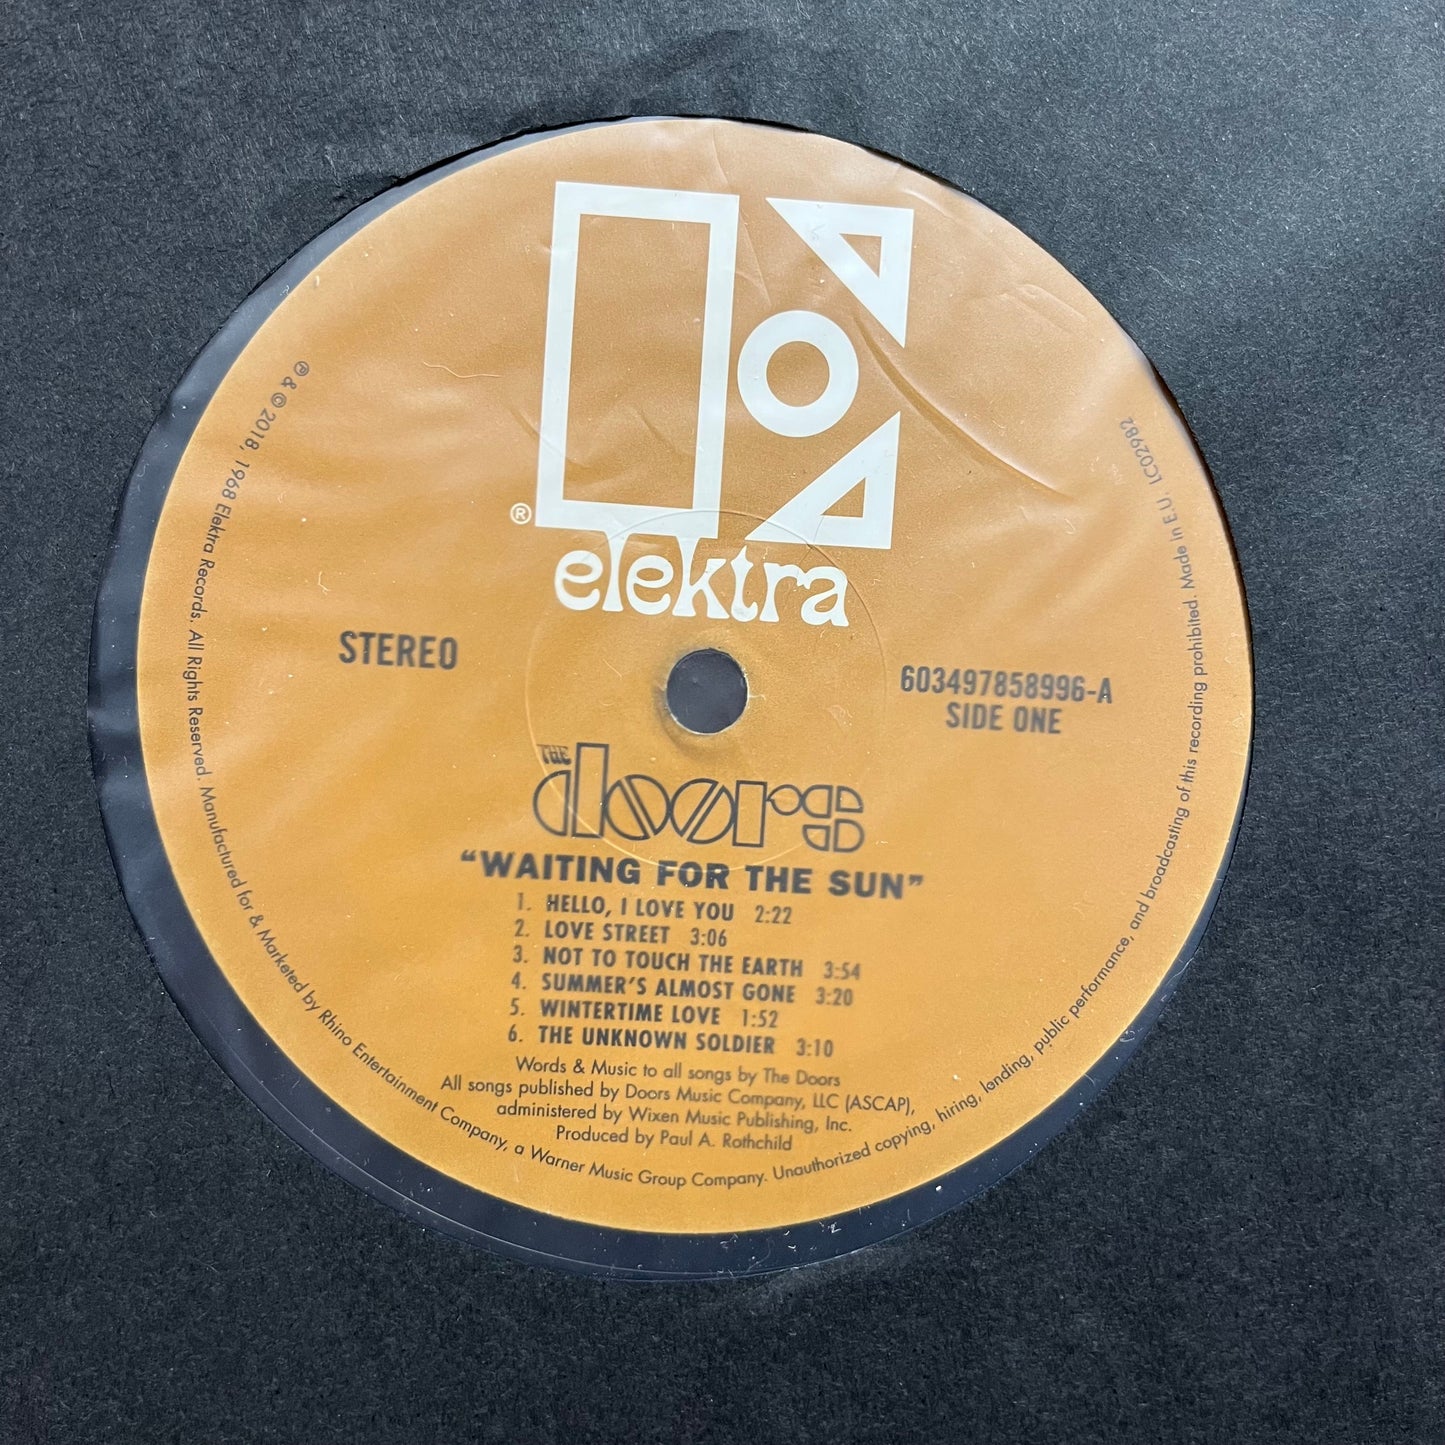 ®
elektra
STEREO
603497858996-A
SIDE ONE
THE
doors
“WAITING FOR THE SUN”
1. HELLO, I LOVE YOU 2:22
2. LOVE STREET 3:06
3. NOT TO TOUCH THE EARTH 3:54
4. SUMMER'S ALMOST GONE 3:20
5. WINTERTIME LOVE 1:52
6. THE UNKNOWN SOLDIER 3:10
Words & Music to all songs by The Doors
All songs published by Doors Music Company, LLC (ASCAP),
administered by Wixen Music Publishing, Inc.
Produced by Paul A. Rothchild
℗ & © 2018, 1968 Elektra Records. All Rights Reserved. Manufactured for & Marketed by Rhino Entertainment Company, a Warner Music Group Company. Unauthorized copying, hiring, lending, public performance, and broadcasting of this recording prohibited. Made in E.U. LC02982